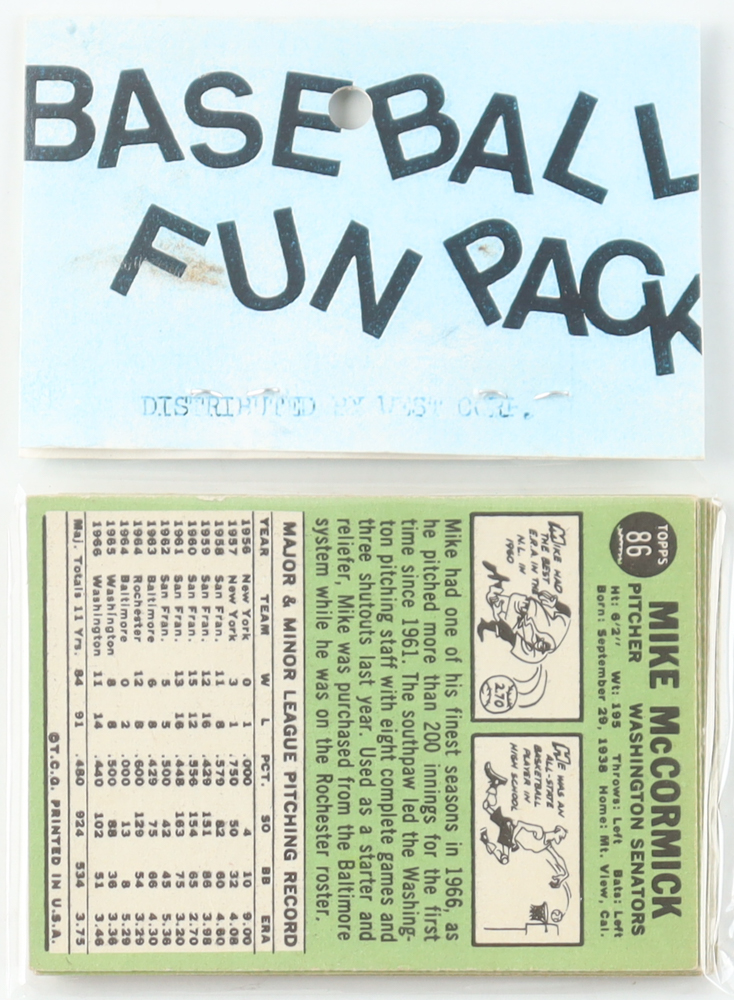 BASEBALL
FUN PACK
DISTRIBUTED BY WEST CORP.
TOPPS
86
MIKE McCORMICK
PITCHER WASHINGTON SENATORS
Ht: 6'2" Wt: 195 Throws: Left Bats: Left
Born: September 29, 1938 Home: Mt. View, Cal.
MIKE HAD
THE BEST
E.R.A. IN THE
N.L. IN
1960
2.70
HE WAS AN
ALL-STATE
BASKETBALL
PLAYER IN
HIGH SCHOOL
Mike had one of his finest seasons in 1966, as
he pitched more than 200 innings for the first
time since 1961. The southpaw led the Washing-
ton pitching staff with eight complete games and
three shutouts last year. Used as a starter and
reliefer, Mike was purchased from the Baltimore
system while he was on the Rochester roster.
MAJOR & MINOR LEAGUE PITCHING RECORD
YEAR TEAM W L PCT. SO BB ERA
1956 New York 0 1 .000 4 10 9.00
1957 New York 3 1 .750 50 32 4.08
1958 San Fran. 11 8 .579 82 60 4.80
1959 San Fran. 12 16 .429 151 86 3.98
1960 San Fran. 15 12 .556 154 65 2.70
1961 San Fran. 13 16 .448 163 75 3.20
1962 San Fran. 5 5 .500 42 45 5.36
1963 Baltimore 6 8 .429 75 66 4.30
1964 Rochester 12 8 .600 129 54 3.29
1964 Baltimore 0 2 .000 13 8 5.29
1965 Washington 8 8 .500 88 36 3.36
1966 Washington 11 14 .440 102 51 3.46
Maj. Totals 11 Yrs. 84 91 .480 924 534 3.75
©T.C.G. PRINTED IN U.S.A.